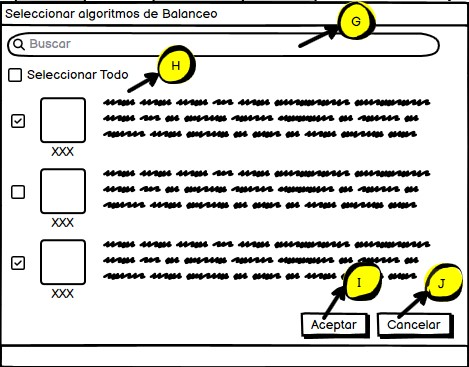 Seleccionar algoritmos de Balanceo
G
Buscar
H
Seleccionar Todo
XXX
XXX
XXX
I
J
Aceptar
Cancelar